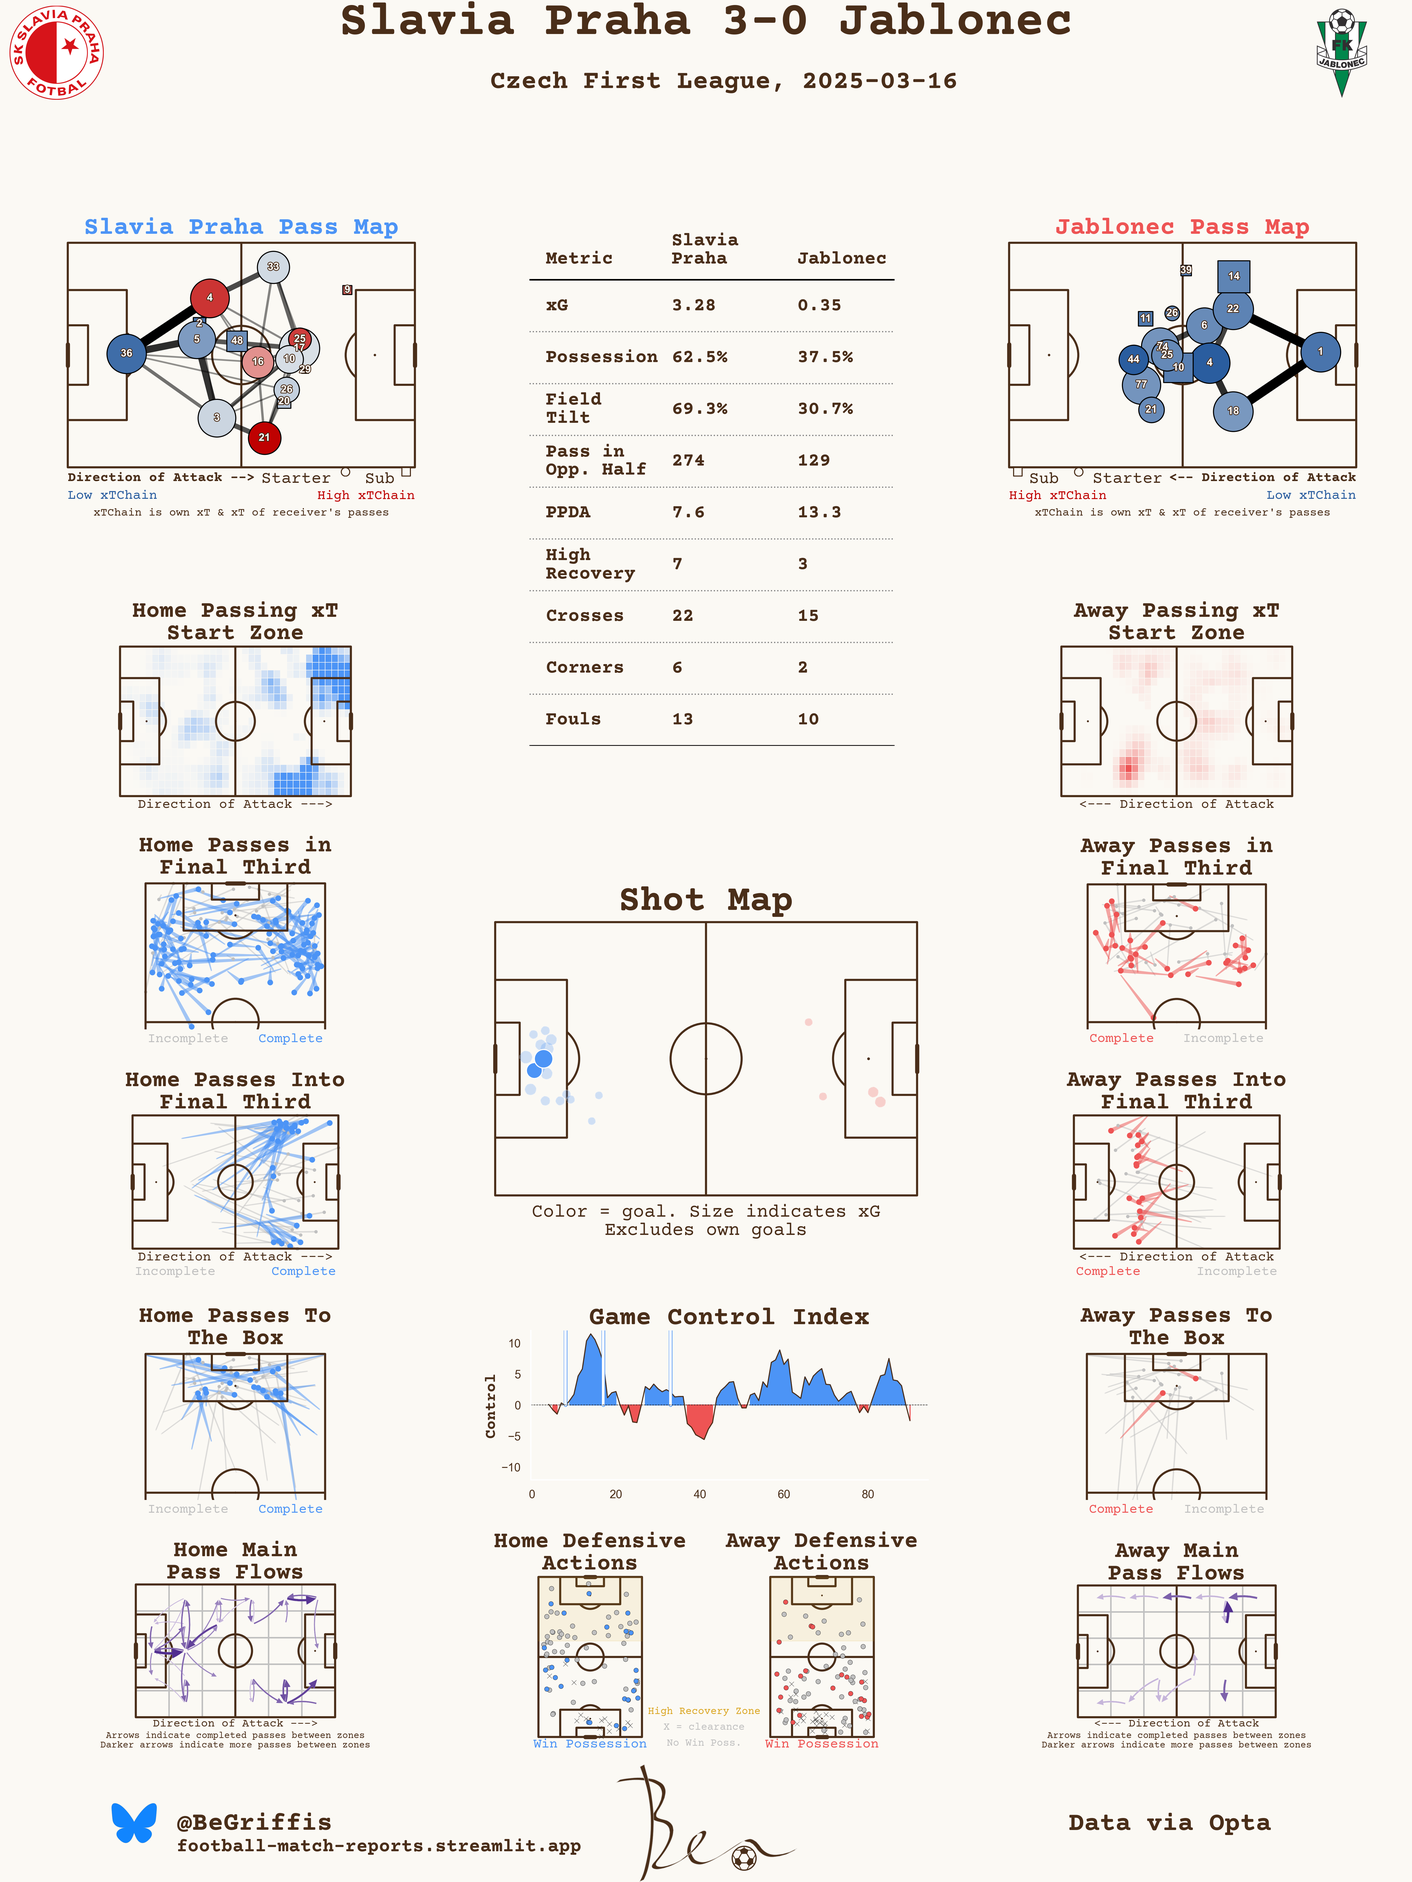 Slavia Praha 3-0 Jablonec
Czech First League, 2025-03-16
SK SLAVIA PRAHA
FOTBAL
FK
JABLONEC
Slavia Praha Pass Map
33
4
9
2
5
48
25
17
36
16
10
29
26
20
3
21
Direction of Attack --> Starter Sub
Low xTChain High xTChain
xTChain is own xT & xT of receiver's passes
Metric Slavia Praha Jablonec
xG 3.28 0.35
Possession 62.5% 37.5%
Field Tilt 69.3% 30.7%
Pass in Opp. Half 274 129
PPDA 7.6 13.3
High Recovery 7 3
Crosses 22 15
Corners 6 2
Fouls 13 10
Jablonec Pass Map
39
14
11
26
22
6
74
25
1
44
10
4
77
21
18
Sub Starter <-- Direction of Attack
High xTChain Low xTChain
xTChain is own xT & xT of receiver's passes
Home Passing xT
Start Zone
Direction of Attack --->
Away Passing xT
Start Zone
<--- Direction of Attack
Home Passes in
Final Third
Incomplete Complete
Away Passes in
Final Third
Complete Incomplete
Shot Map
Color = goal. Size indicates xG
Excludes own goals
Home Passes Into
Final Third
Direction of Attack --->
Incomplete Complete
Away Passes Into
Final Third
<--- Direction of Attack
Complete Incomplete
Home Passes To
The Box
Incomplete Complete
Game Control Index
Control
10
5
0
−5
−10
0 20 40 60 80
Away Passes To
The Box
Complete Incomplete
Home Main
Pass Flows
Direction of Attack --->
Arrows indicate completed passes between zones
Darker arrows indicate more passes between zones
Home Defensive
Actions
Win Possession
High Recovery Zone
X = clearance
No Win Poss.
Away Defensive
Actions
Win Possession
Away Main
Pass Flows
<--- Direction of Attack
Arrows indicate completed passes between zones
Darker arrows indicate more passes between zones
@BeGriffis
football-match-reports.streamlit.app
Ben
Data via Opta